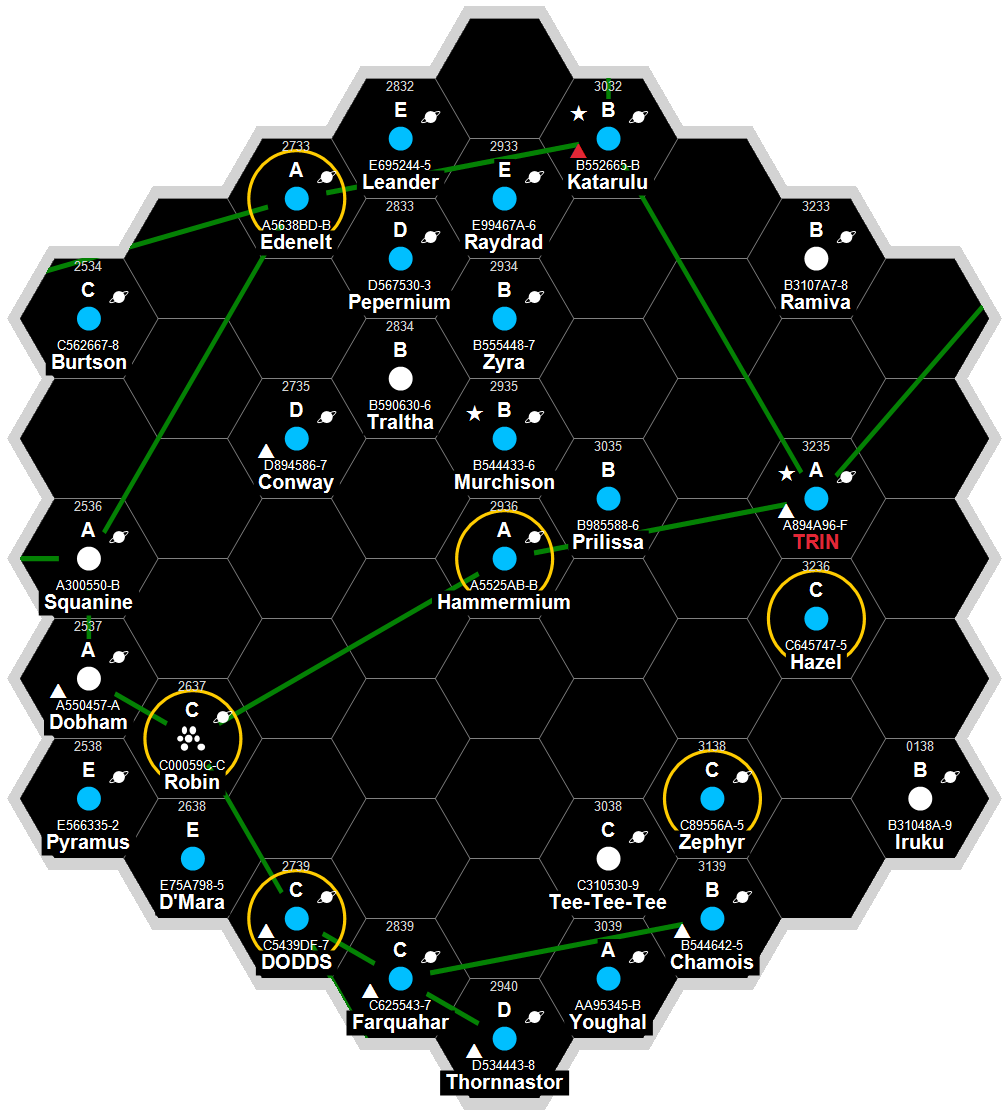 2832
E
E695244-5
Leander
3032
B
B552665-B
Katarulu
2733
A
A5638BD-B
Edenelt
2933
E
E99467A-6
Raydrad
2833
D
D567530-3
Pepernium
3233
B
B3107A7-8
Ramiva
2534
C
C562667-8
Burtson
2934
B
B555448-7
Zyra
2834
B
B590630-6
Traltha
2735
D
D894586-7
Conway
2935
B
B544433-6
Murchison
3035
B
B985588-6
Prilissa
3235
A
A894A96-F
TRIN
2536
A
A300550-B
Squanine
2936
A
A5525AB-B
Hammermium
3236
C
C645747-5
Hazel
2537
A
A550457-A
Dobham
2637
C
C00059C-C
Robin
2538
E
E566335-2
Pyramus
3138
C
C89556A-5
Zephyr
0138
B
B31048A-9
Iruku
2638
E
E75A798-5
D'Mara
3038
C
C310530-9
Tee-Tee-Tee
2739
C
C5439DE-7
DODDS
3139
B
B544642-5
Chamois
2839
C
C625543-7
Farquahar
3039
A
AA95345-B
Youghal
2940
D
D534443-8
Thornnastor